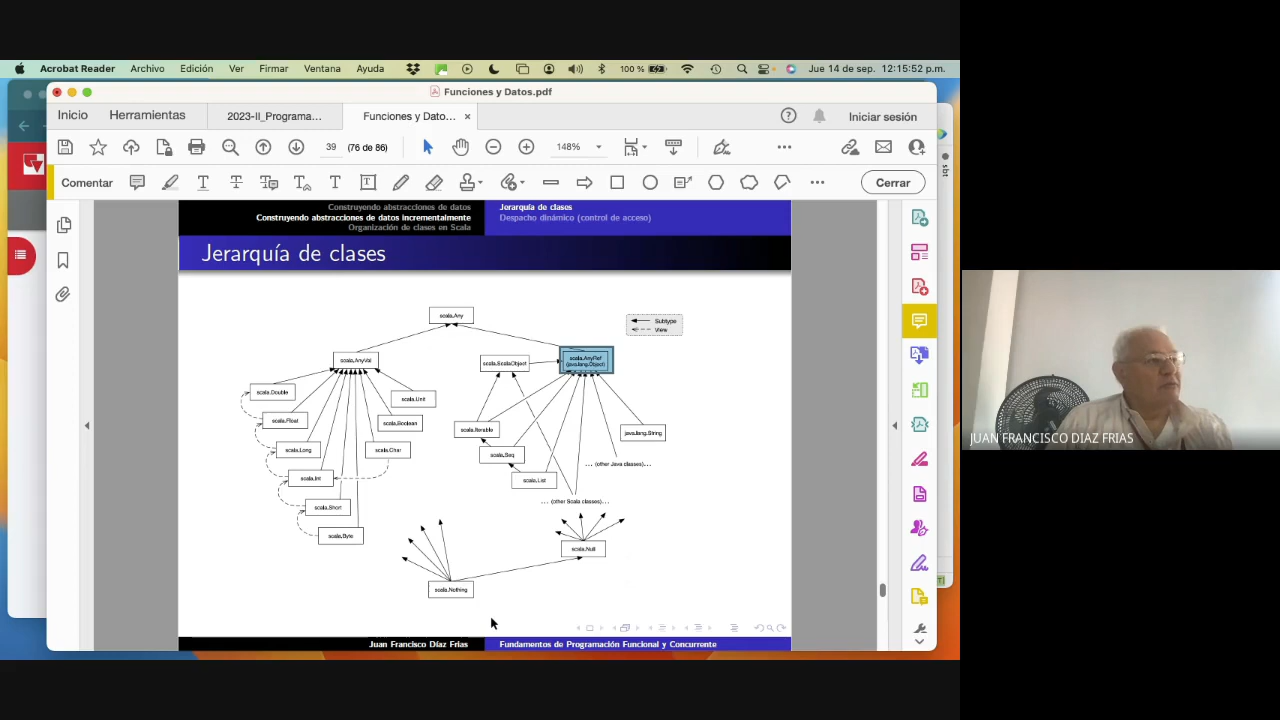 Acrobat Reader Archivo Edición Ver Firmar Ventana Ayuda 100 % Jue 14 de sep. 12:15:52 p.m.
Funciones y Datos.pdf
Inicio Herramientas 2023-II_Programa... Funciones y Dato... × Iniciar sesión
39 (76 de 86) 148%
Comentar Cerrar
sbt
Construyendo abstracciones de datos
Construyendo abstracciones de datos incrementalmente
Organización de clases en Scala
Jerarquía de clases
Despacho dinámico (control de acceso)
Jerarquía de clases
scala.Any
Subtype
View
scala.AnyVal
scala.ScalaObject
scala.AnyRef
(java.lang.Object)
scala.Double
scala.Unit
scala.Float
scala.Boolean
scala.Iterable
java.lang.String
scala.Long
scala.Char
scala.Seq
... (other Java classes)...
scala.Int
scala.List
... (other Scala classes)...
scala.Short
scala.Byte
scala.Null
scala.Nothing
Juan Francisco Díaz Frias
Fundamentos de Programación Funcional y Concurrente
JUAN FRANCISCO DIAZ FRIAS